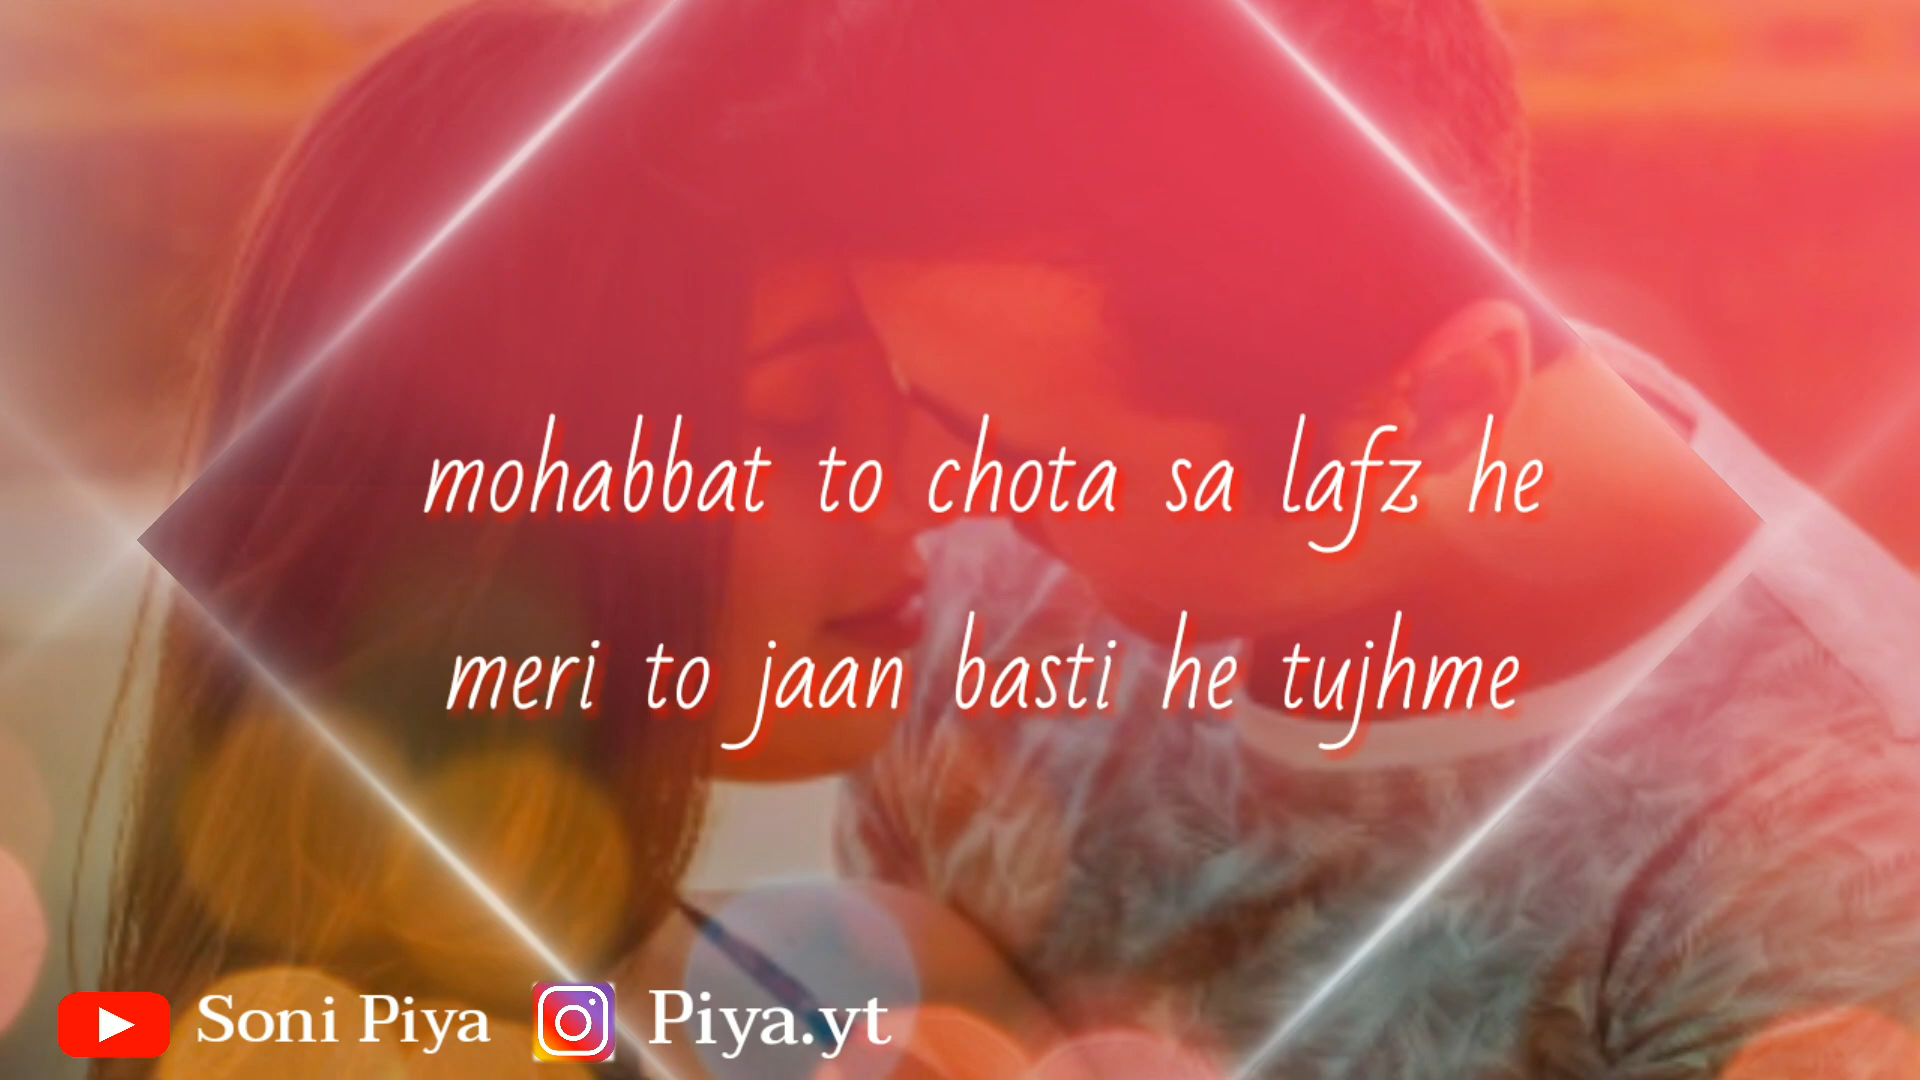 mohabbat to chota sa lafz he
meri to jaan basti he tujhme
Soni Piya Piya.yt